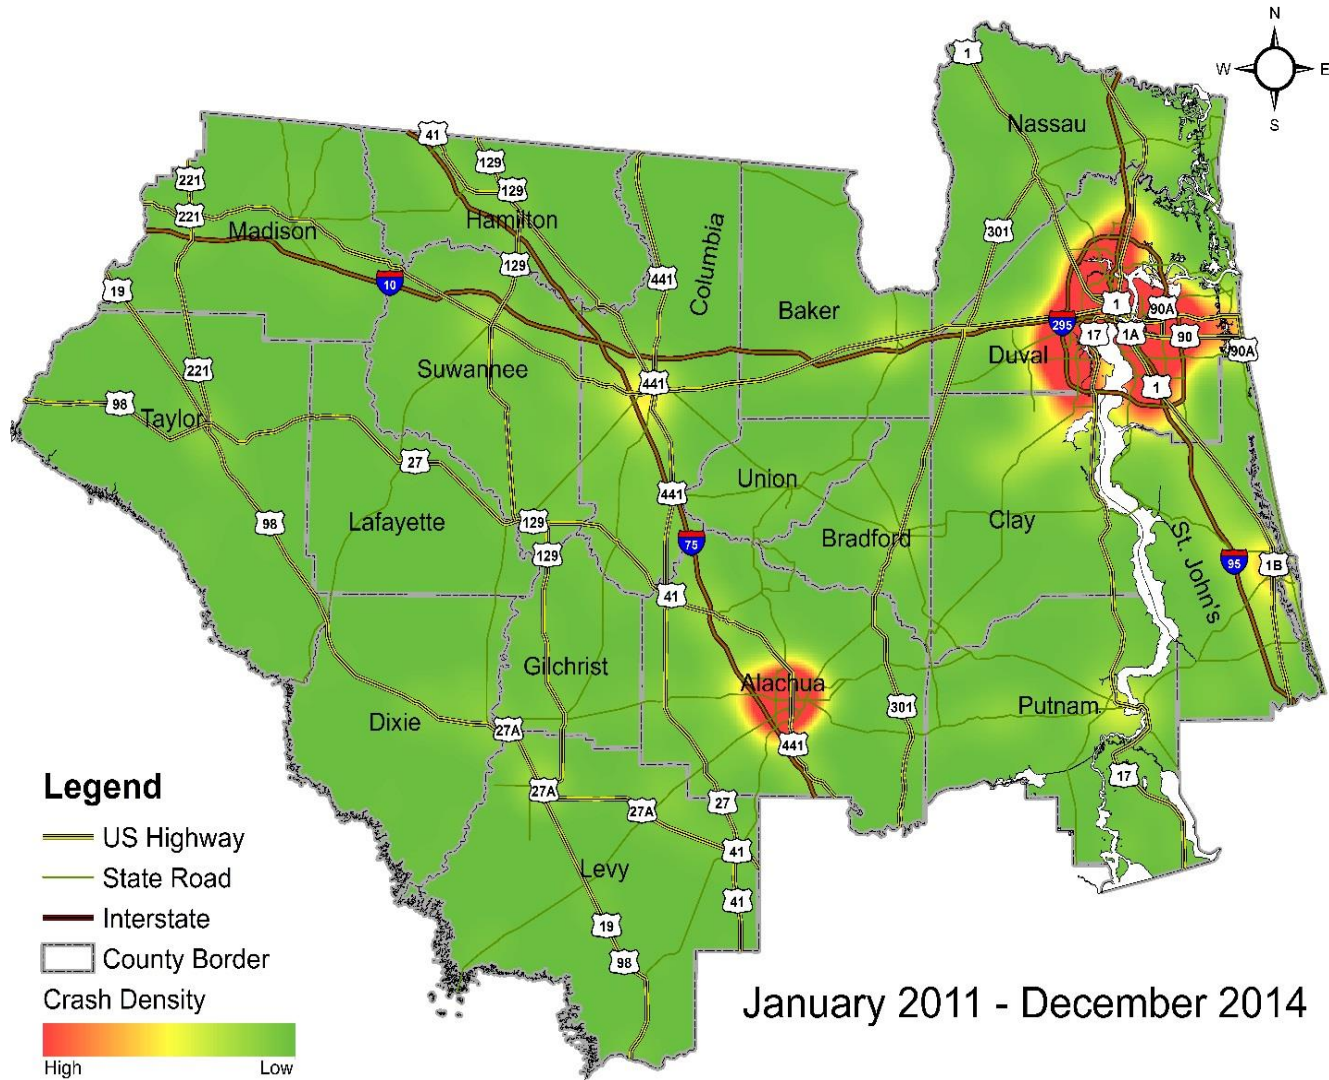 N
W E
S
1
Nassau
41
129
129
221
221
Madison
Hamilton
129
441
Columbia
301
10
19
Baker
295
1
90A
17
1A
90
90A
Duval
221
Suwannee
441
1
98
Taylor
27
Union
441
98
Lafayette
129
129
75
Bradford
Clay
St. John's
95
1B
41
Gilchrist
Alachua
Dixie
27A
301
Putnam
441
17
27A
27A
27
41
Levy
41
19
98
Legend
US Highway
State Road
Interstate
County Border
Crash Density
High Low
January 2011 - December 2014